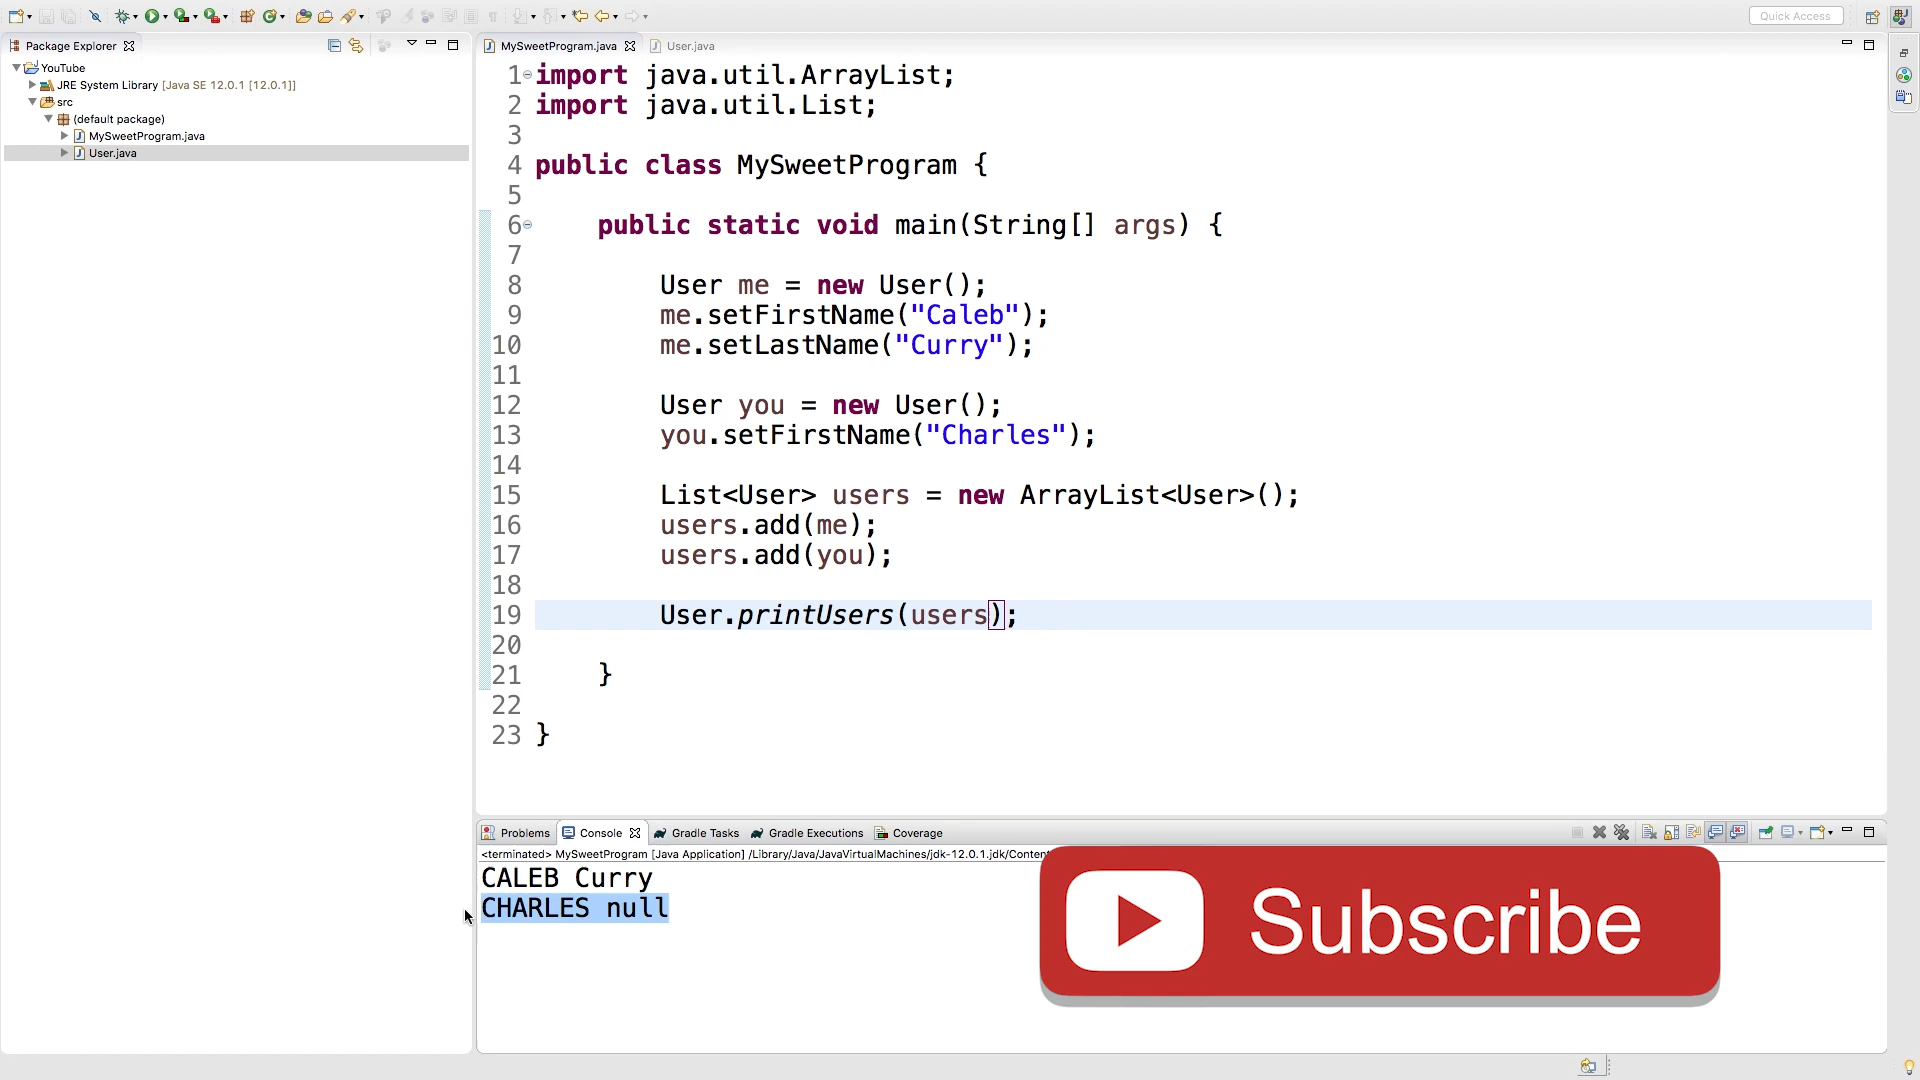 Quick Access
Package Explorer
YouTube
JRE System Library [Java SE 12.0.1 [12.0.1]]
src
(default package)
MySweetProgram.java
User.java
MySweetProgram.java User.java
1 import java.util.ArrayList;
2 import java.util.List;
3
4 public class MySweetProgram {
5
6 public static void main(String[] args) {
7
8 User me = new User();
9 me.setFirstName("Caleb");
10 me.setLastName("Curry");
11
12 User you = new User();
13 you.setFirstName("Charles");
14
15 List<User> users = new ArrayList<User>();
16 users.add(me);
17 users.add(you);
18
19 User.printUsers(users);
20
21 }
22
23 }
Problems Console Gradle Tasks Gradle Executions Coverage
<terminated> MySweetProgram [Java Application] /Library/Java/JavaVirtualMachines/jdk-12.0.1.jdk/Content
CALEB Curry
CHARLES null
Subscribe